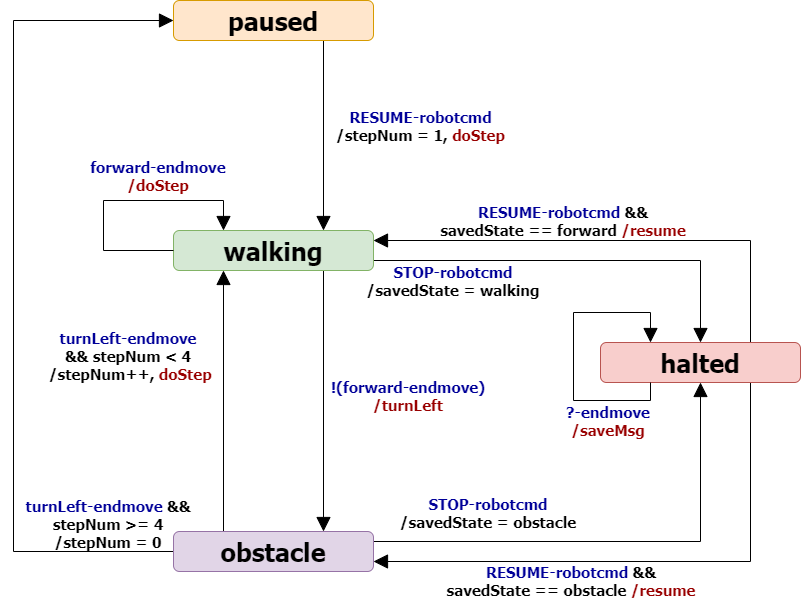 paused
RESUME-robotcmd
/stepNum = 1, doStep
forward-endmove
/doStep
RESUME-robotcmd &&
savedState == forward /resume
walking
STOP-robotcmd
/savedState = walking
turnLeft-endmove
&& stepNum < 4
/stepNum++, doStep
halted
!(forward-endmove)
/turnLeft
?-endmove
/saveMsg
turnLeft-endmove &&
stepNum >= 4
/stepNum = 0
STOP-robotcmd
/savedState = obstacle
obstacle
RESUME-robotcmd &&
savedState == obstacle /resume